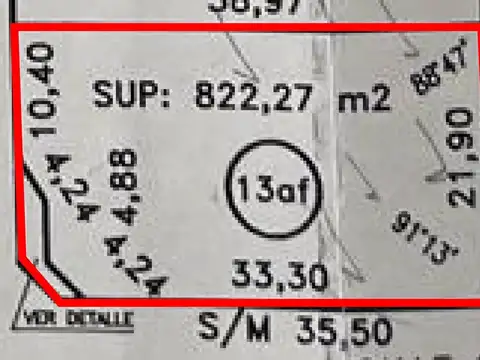 38,97
10,40
SUP: 822,27 m2
88°47'
21,90
4,24
4,88
13af
91°13'
4,24
33,30
VER DETALLE
S/M 35,50